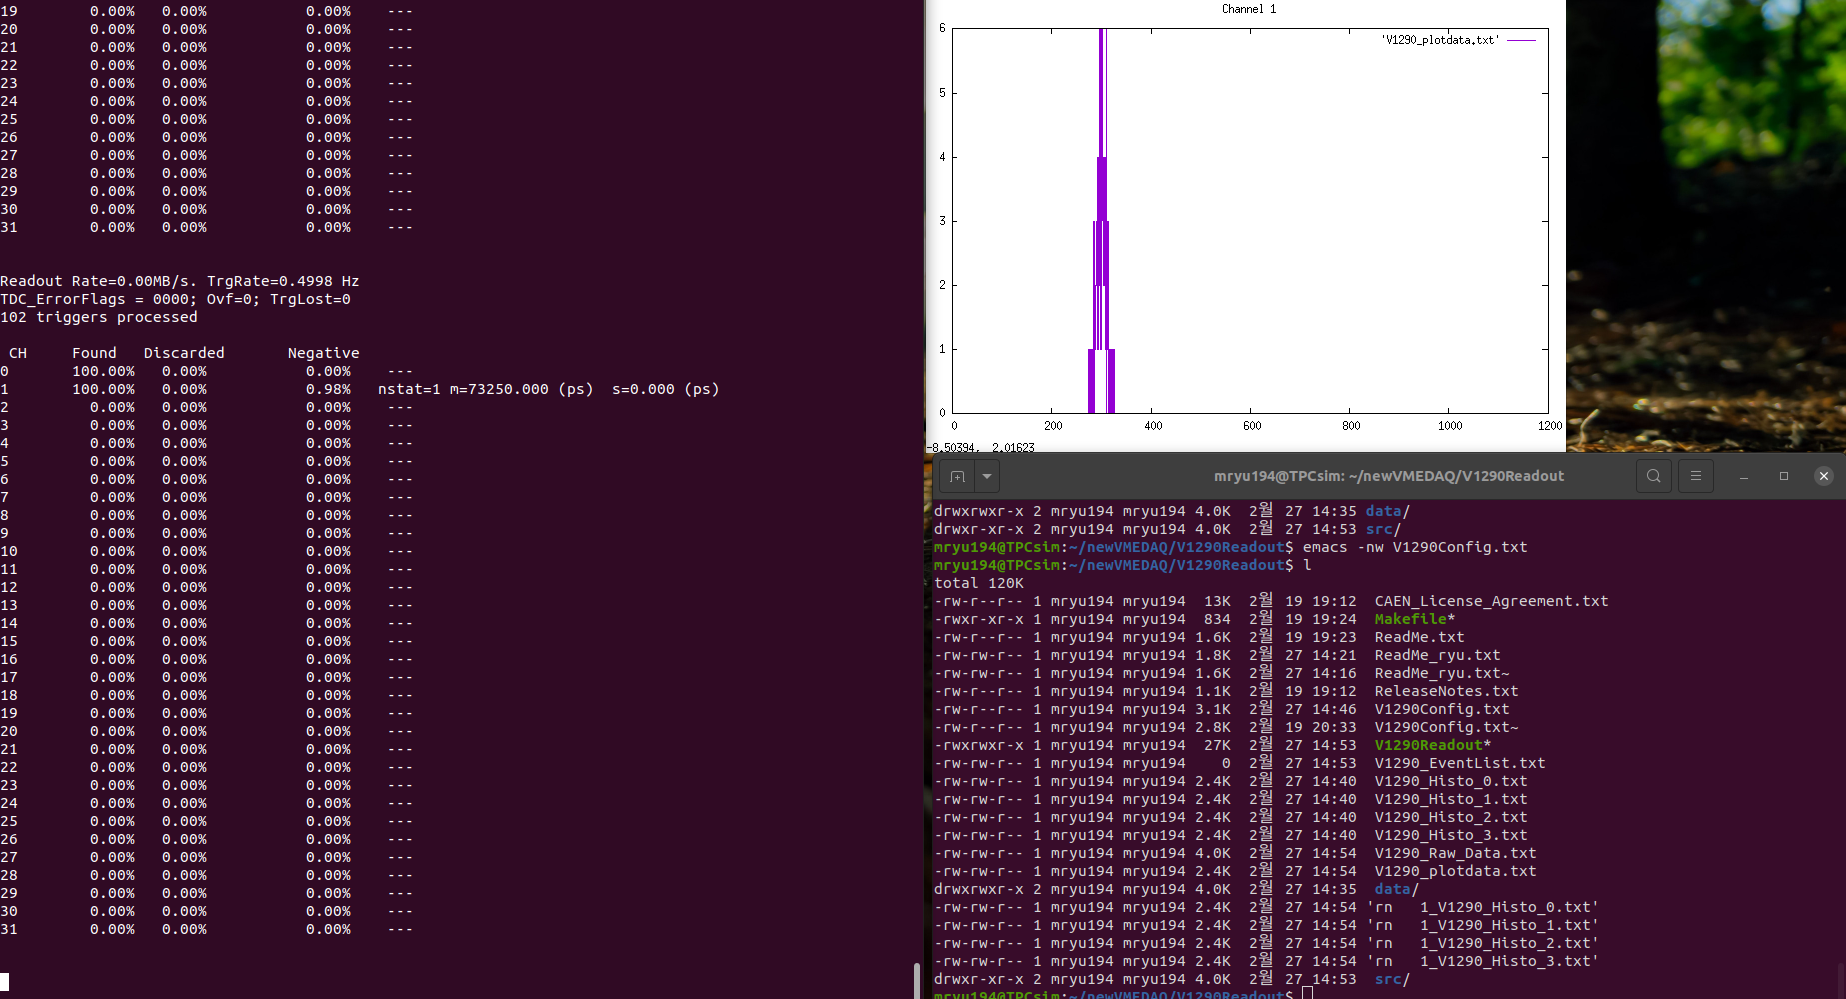 19        0.00%   0.00%           0.00%    ---
20        0.00%   0.00%           0.00%    ---
21        0.00%   0.00%           0.00%    ---
22        0.00%   0.00%           0.00%    ---
23        0.00%   0.00%           0.00%    ---
24        0.00%   0.00%           0.00%    ---
25        0.00%   0.00%           0.00%    ---
26        0.00%   0.00%           0.00%    ---
27        0.00%   0.00%           0.00%    ---
28        0.00%   0.00%           0.00%    ---
29        0.00%   0.00%           0.00%    ---
30        0.00%   0.00%           0.00%    ---
31        0.00%   0.00%           0.00%    ---
Readout Rate=0.00MB/s. TrgRate=0.4998 Hz
TDC_ErrorFlags = 0000; Ovf=0; TrgLost=0
102 triggers processed
CH     Found   Discarded       Negative
0       100.00%   0.00%           0.00%    ---
1       100.00%   0.00%           0.98%   nstat=1 m=73250.000 (ps)  s=0.000 (ps)
2         0.00%   0.00%           0.00%    ---
3         0.00%   0.00%           0.00%    ---
4         0.00%   0.00%           0.00%    ---
5         0.00%   0.00%           0.00%    ---
6         0.00%   0.00%           0.00%    ---
7         0.00%   0.00%           0.00%    ---
8         0.00%   0.00%           0.00%    ---
9         0.00%   0.00%           0.00%    ---
10        0.00%   0.00%           0.00%    ---
11        0.00%   0.00%           0.00%    ---
12        0.00%   0.00%           0.00%    ---
13        0.00%   0.00%           0.00%    ---
14        0.00%   0.00%           0.00%    ---
15        0.00%   0.00%           0.00%    ---
16        0.00%   0.00%           0.00%    ---
17        0.00%   0.00%           0.00%    ---
18        0.00%   0.00%           0.00%    ---
19        0.00%   0.00%           0.00%    ---
20        0.00%   0.00%           0.00%    ---
21        0.00%   0.00%           0.00%    ---
22        0.00%   0.00%           0.00%    ---
23        0.00%   0.00%           0.00%    ---
24        0.00%   0.00%           0.00%    ---
25        0.00%   0.00%           0.00%    ---
26        0.00%   0.00%           0.00%    ---
27        0.00%   0.00%           0.00%    ---
28        0.00%   0.00%           0.00%    ---
29        0.00%   0.00%           0.00%    ---
30        0.00%   0.00%           0.00%    ---
31        0.00%   0.00%           0.00%    ---
Channel 1
'V1290_plotdata.txt'
6
5
4
3
2
1
0
0 200 400 600 800 1000 1200
-8.50394,  2.01623
mryu194@TPCsim: ~/newVMEDAQ/V1290Readout
drwxrwxr-x 2 mryu194 mryu194 4.0K  2월 27 14:35 data/
drwxr-xr-x 2 mryu194 mryu194 4.0K  2월 27 14:53 src/
mryu194@TPCsim:~/newVMEDAQ/V1290Readout$ emacs -nw V1290Config.txt
mryu194@TPCsim:~/newVMEDAQ/V1290Readout$ l
total 120K
-rw-r--r-- 1 mryu194 mryu194  13K  2월 19 19:12  CAEN_License_Agreement.txt
-rwxr-xr-x 1 mryu194 mryu194  834  2월 19 19:24  Makefile*
-rw-r--r-- 1 mryu194 mryu194 1.6K  2월 19 19:23  ReadMe.txt
-rw-rw-r-- 1 mryu194 mryu194 1.8K  2월 27 14:21  ReadMe_ryu.txt
-rw-rw-r-- 1 mryu194 mryu194 1.6K  2월 27 14:16  ReadMe_ryu.txt~
-rw-r--r-- 1 mryu194 mryu194 1.1K  2월 19 19:12  ReleaseNotes.txt
-rw-r--r-- 1 mryu194 mryu194 3.1K  2월 27 14:46  V1290Config.txt
-rw-r--r-- 1 mryu194 mryu194 2.8K  2월 19 20:33  V1290Config.txt~
-rwxrwxr-x 1 mryu194 mryu194  27K  2월 27 14:53  V1290Readout*
-rw-rw-r-- 1 mryu194 mryu194    0  2월 27 14:53  V1290_EventList.txt
-rw-rw-r-- 1 mryu194 mryu194 2.4K  2월 27 14:40  V1290_Histo_0.txt
-rw-rw-r-- 1 mryu194 mryu194 2.4K  2월 27 14:40  V1290_Histo_1.txt
-rw-rw-r-- 1 mryu194 mryu194 2.4K  2월 27 14:40  V1290_Histo_2.txt
-rw-rw-r-- 1 mryu194 mryu194 2.4K  2월 27 14:40  V1290_Histo_3.txt
-rw-rw-r-- 1 mryu194 mryu194 4.0K  2월 27 14:54  V1290_Raw_Data.txt
-rw-rw-r-- 1 mryu194 mryu194 2.4K  2월 27 14:54  V1290_plotdata.txt
drwxrwxr-x 2 mryu194 mryu194 4.0K  2월 27 14:35  data/
-rw-rw-r-- 1 mryu194 mryu194 2.4K  2월 27 14:54 'rn   1_V1290_Histo_0.txt'
-rw-rw-r-- 1 mryu194 mryu194 2.4K  2월 27 14:54 'rn   1_V1290_Histo_1.txt'
-rw-rw-r-- 1 mryu194 mryu194 2.4K  2월 27 14:54 'rn   1_V1290_Histo_2.txt'
-rw-rw-r-- 1 mryu194 mryu194 2.4K  2월 27 14:54 'rn   1_V1290_Histo_3.txt'
drwxr-xr-x 2 mryu194 mryu194 4.0K  2월 27 14:53  src/
mryu194@TPCsim:~/newVMEDAQ/V1290Readout$